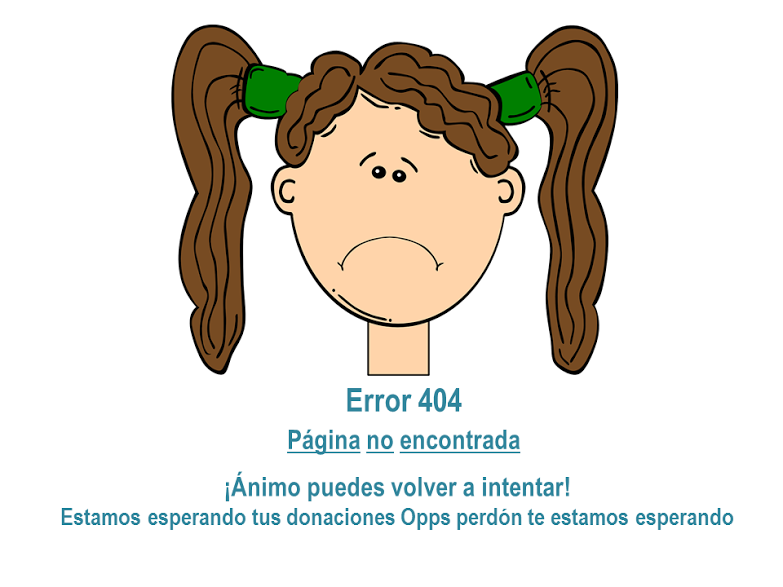 Error 404
Página no encontrada
¡Ánimo puedes volver a intentar!
Estamos esperando tus donaciones Opps perdón te estamos esperando